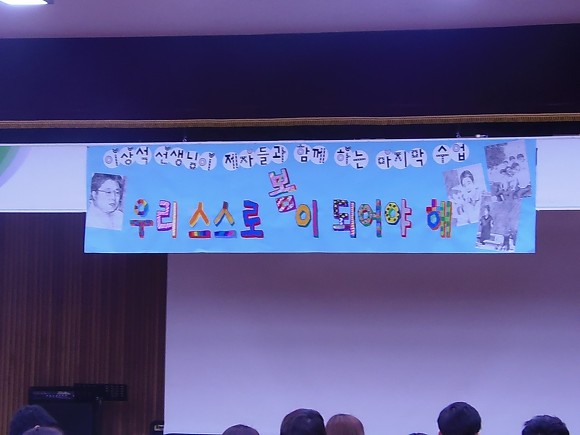 이상석 선생님이 제자들과 함께 하는 마지막 수업
우리 스스로 봄이 되어야 해